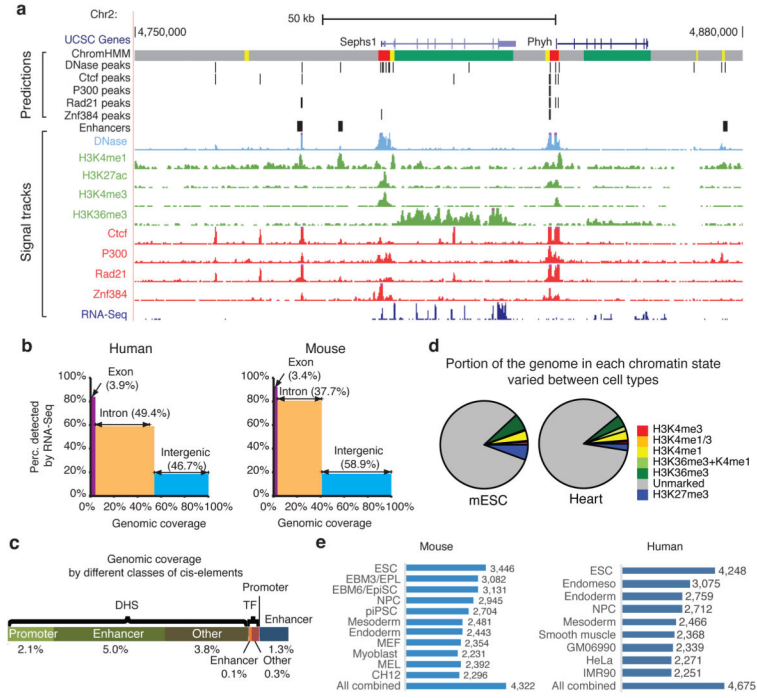 a
Chr2:
50 kb
4,750,000
4,880,000
UCSC Genes
Sephs1
Phyh
Predictions
ChromHMM
DNase peaks
Ctcf peaks
P300 peaks
Rad21 peaks
Znf384 peaks
Enhancers
Signal tracks
DNase
H3K4me1
H3K27ac
H3K4me3
H3K36me3
Ctcf
P300
Rad21
Znf384
RNA-Seq
b
Human
Perc. detected
by RNA-Seq
100%
80%
60%
40%
20%
0%
Exon
(3.9%)
Intron (49.4%)
Intergenic
(46.7%)
0% 20% 40% 60% 80% 100%
Genomic coverage
Mouse
100%
80%
60%
40%
20%
0%
Exon
(3.4%)
Intron (37.7%)
Intergenic
(58.9%)
0% 20% 40% 60% 80% 100%
Genomic coverage
d
Portion of the genome in each chromatin state
varied between cell types
mESC
Heart
H3K4me3
H3K4me1/3
H3K4me1
H3K36me3+K4me1
H3K36me3
Unmarked
H3K27me3
c
Genomic coverage
by different classes of cis-elements
DHS
TF
Promoter
Enhancer
Promoter
Enhancer
Other
2.1%
5.0%
3.8%
1.3%
Enhancer
0.1%
Other
0.3%
e
Mouse
ESC 3,446
EBM3/EPL 3,082
EBM6/EpiSC 3,131
NPC 2,945
piPSC 2,704
Mesoderm 2,481
Endoderm 2,443
MEF 2,354
Myoblast 2,231
MEL 2,392
CH12 2,296
All combined 4,322
Human
ESC 4,248
Endomeso 3,075
Endoderm 2,759
NPC 2,712
Mesoderm 2,466
Smooth muscle 2,368
GM06990 2,339
HeLa 2,271
IMR90 2,251
All combined 4,675